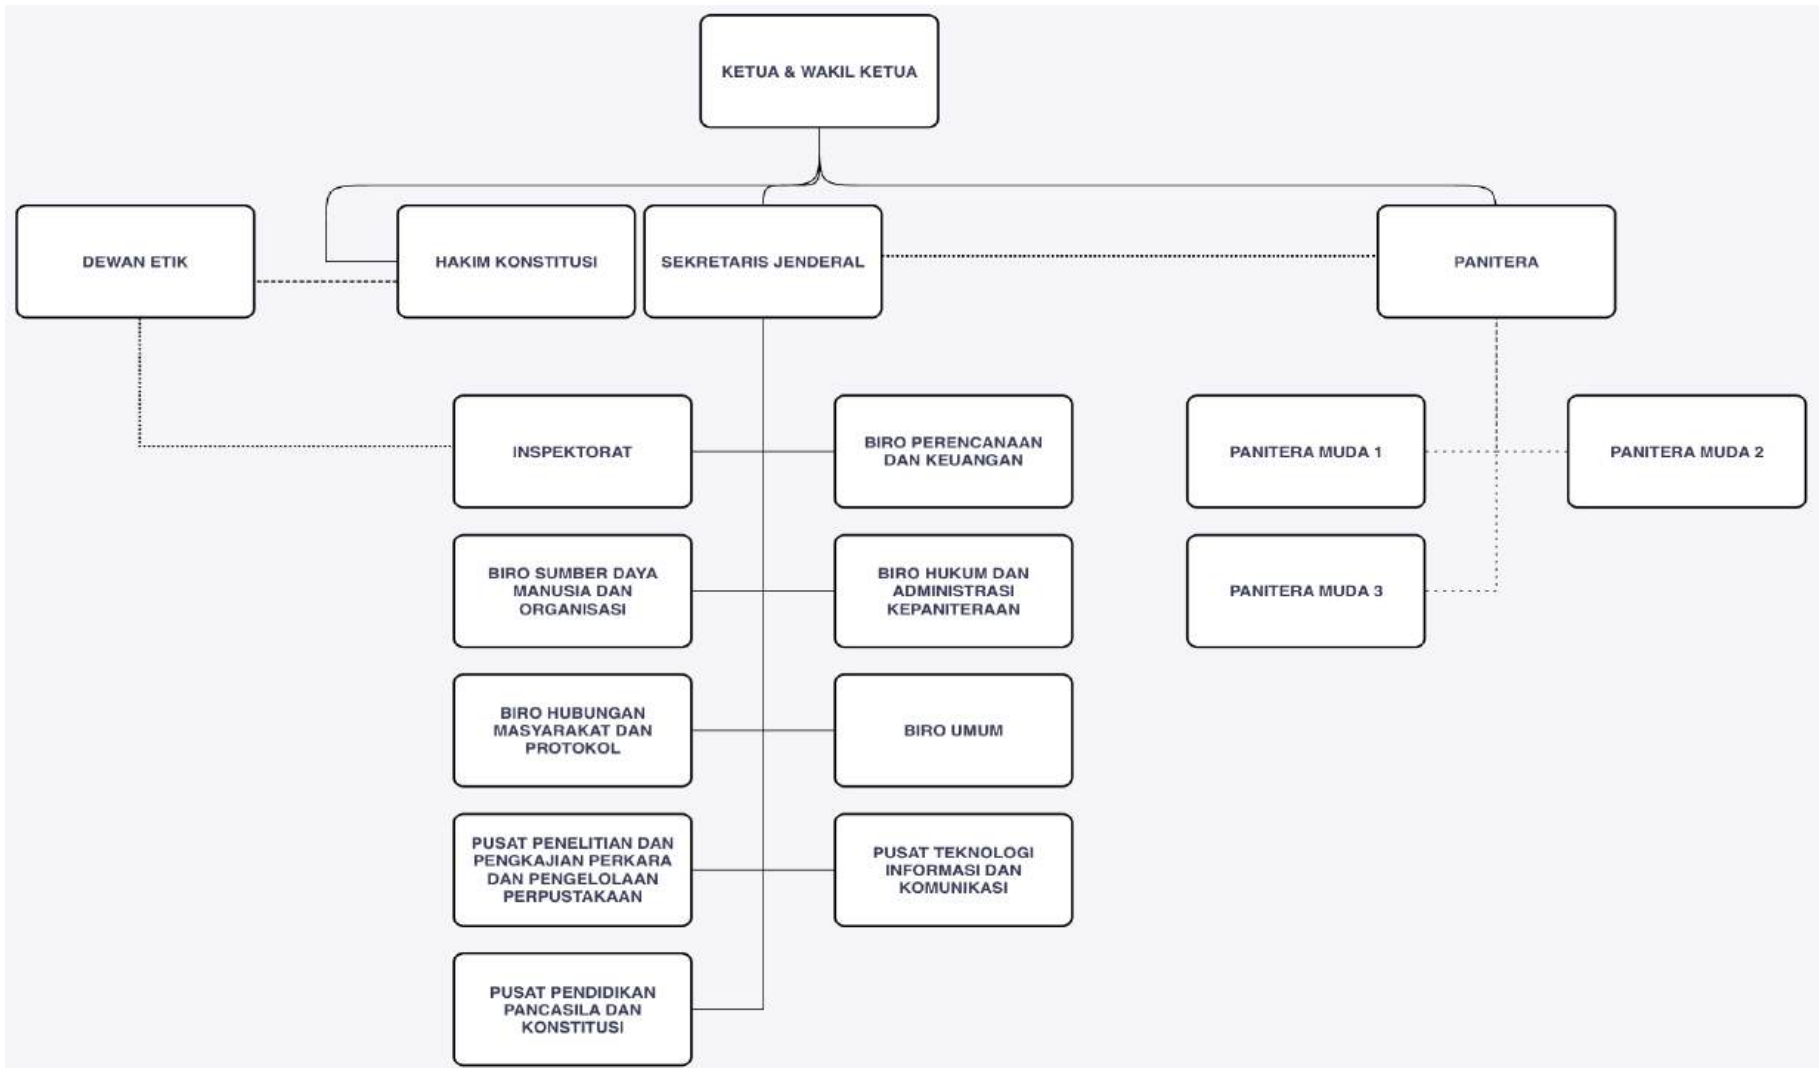 KETUA & WAKIL KETUA
DEWAN ETIK
HAKIM KONSTITUSI
SEKRETARIS JENDERAL
PANITERA
INSPEKTORAT
BIRO PERENCANAAN
DAN KEUANGAN
PANITERA MUDA 1
PANITERA MUDA 2
BIRO SUMBER DAYA
MANUSIA DAN
ORGANISASI
BIRO HUKUM DAN
ADMINISTRASI
KEPANITERAAN
PANITERA MUDA 3
BIRO HUBUNGAN
MASYARAKAT DAN
PROTOKOL
BIRO UMUM
PUSAT PENELITIAN DAN
PENGKAJIAN PERKARA
DAN PENGELOLAAN
PERPUSTAKAAN
PUSAT TEKNOLOGI
INFORMASI DAN
KOMUNIKASI
PUSAT PENDIDIKAN
PANCASILA DAN
KONSTITUSI